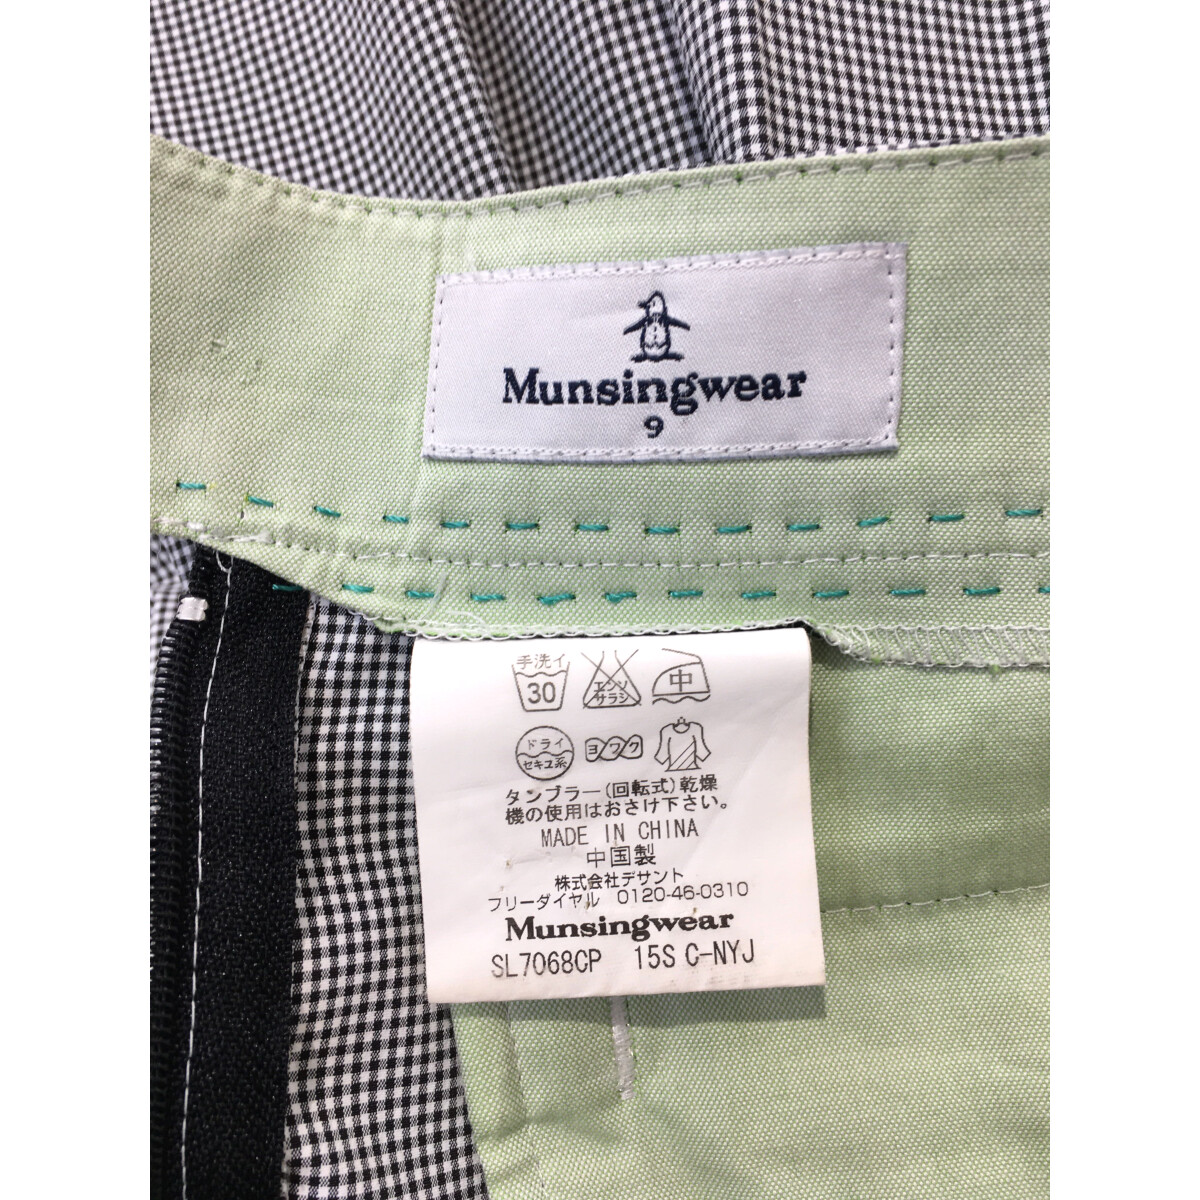 Munsingwear
9
手洗イ
30
エンソ
サラシ
中
ドライ
セキユ系
ヨワク
タンブラー(回転式)乾燥
機の使用はおさけ下さい。
MADE IN CHINA
中国製
株式会社デサント
フリーダイヤル 0120-46-0310
Munsingwear
SL7068CP 15S C-NYJ